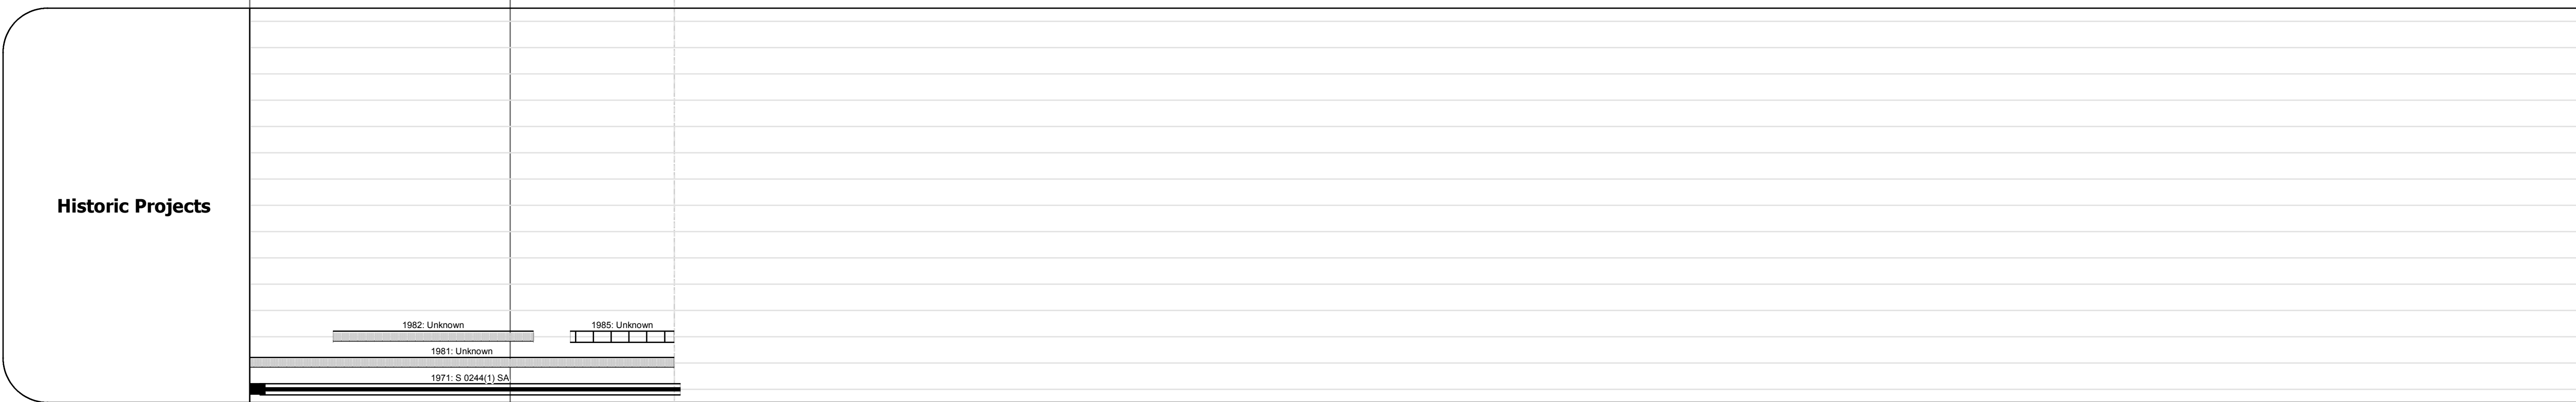 Historic Projects
1982: Unknown
1985: Unknown
1981: Unknown
1971: S 0244(1) SA